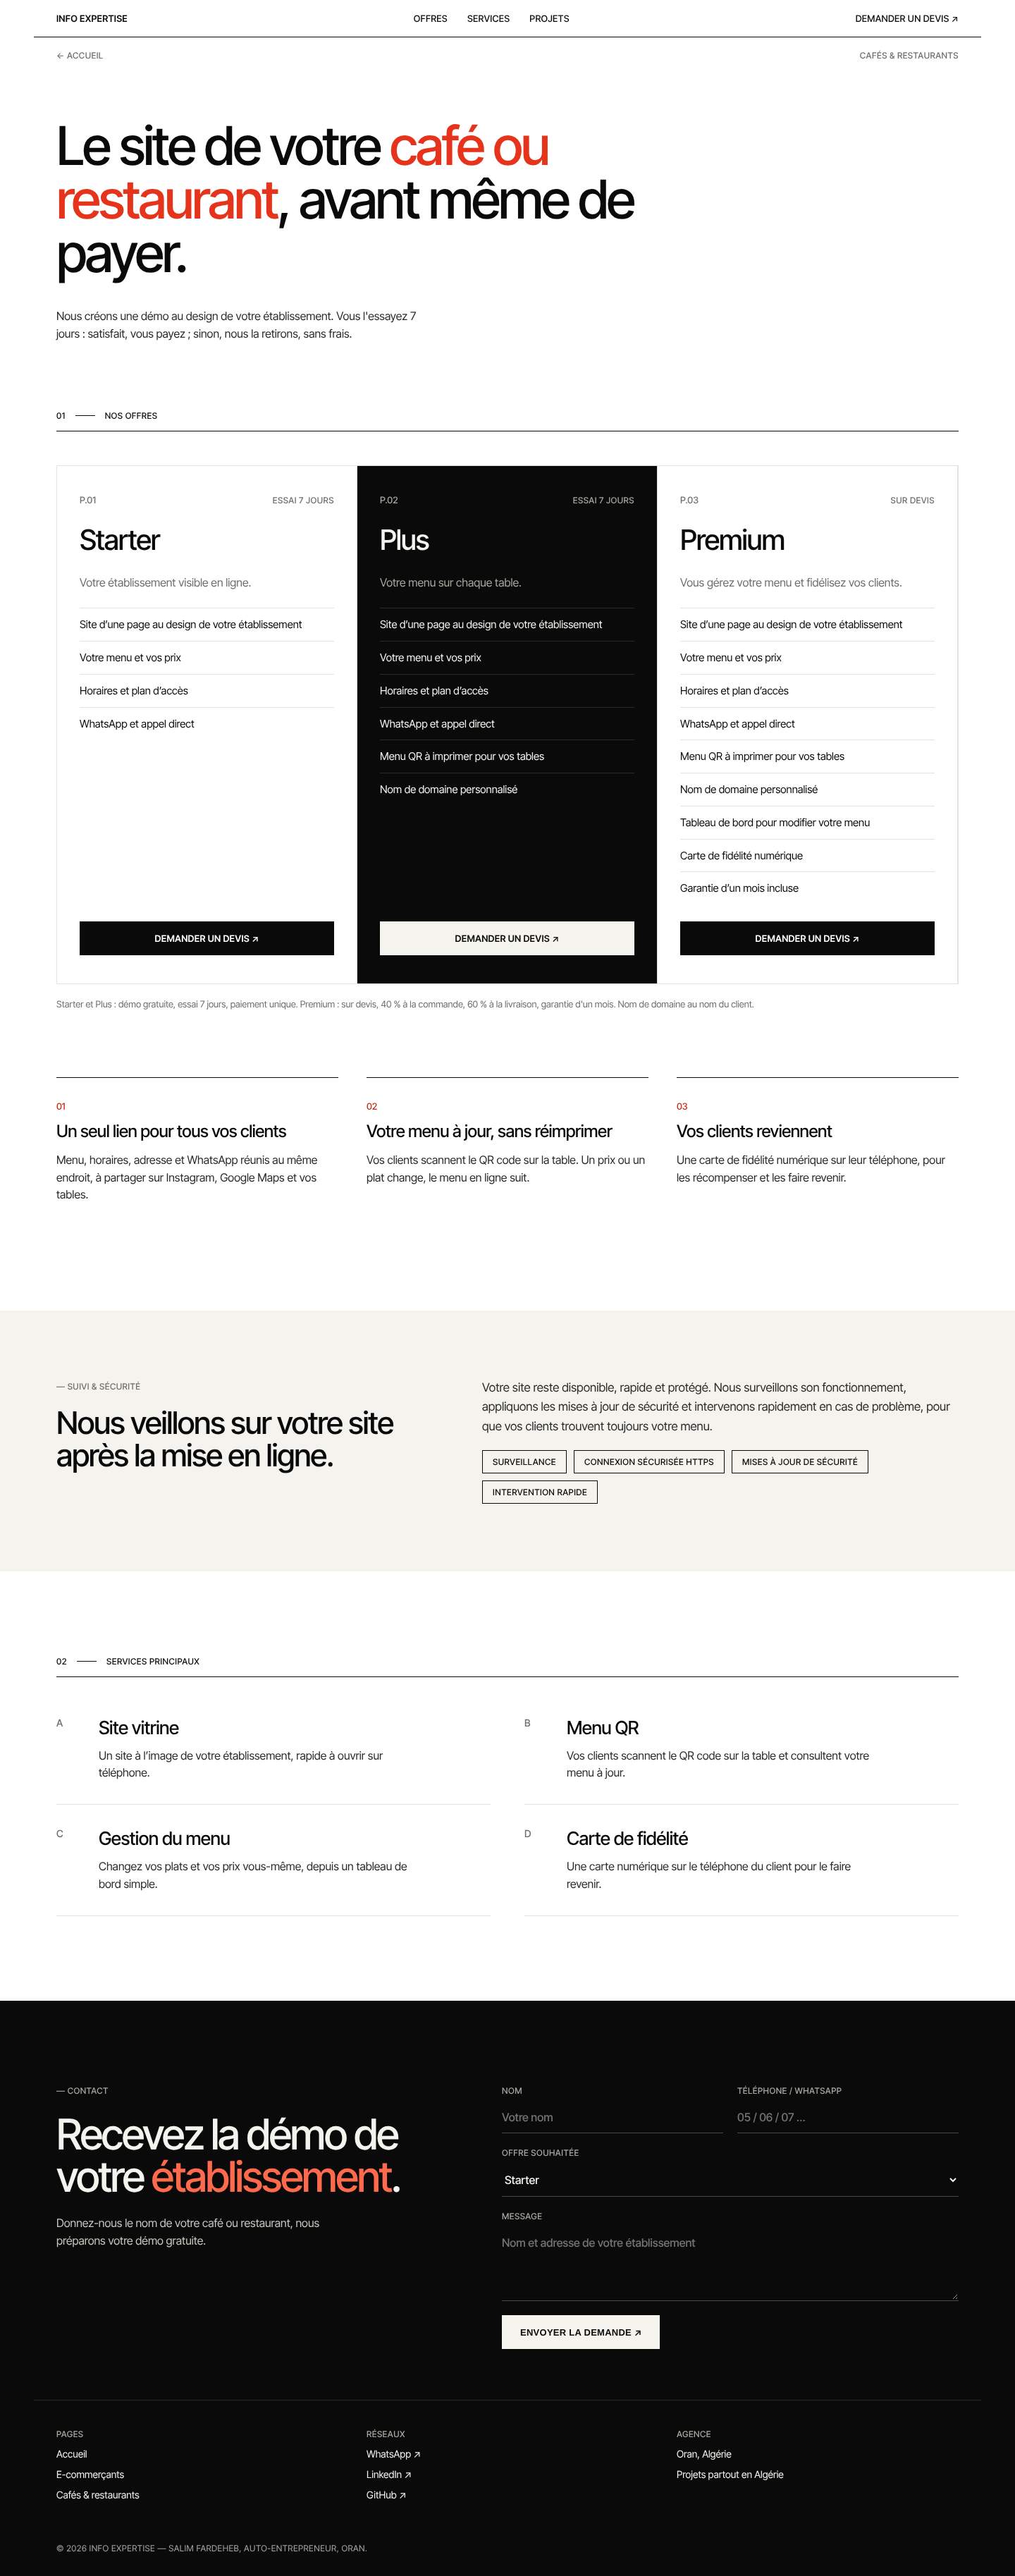 INFO EXPERTISE
OFFRES SERVICES PROJETS
DEMANDER UN DEVIS ↗
← ACCUEIL
CAFÉS & RESTAURANTS
Le site de votre café ou
restaurant, avant même de
payer.
Nous créons une démo au design de votre établissement. Vous l'essayez 7
jours : satisfait, vous payez ; sinon, nous la retirons, sans frais.
01 — NOS OFFRES
P.01 ESSAI 7 JOURS
Starter
Votre établissement visible en ligne.
Site d’une page au design de votre établissement
Votre menu et vos prix
Horaires et plan d’accès
WhatsApp et appel direct
DEMANDER UN DEVIS ↗
P.02 ESSAI 7 JOURS
Plus
Votre menu sur chaque table.
Site d’une page au design de votre établissement
Votre menu et vos prix
Horaires et plan d’accès
WhatsApp et appel direct
Menu QR à imprimer pour vos tables
Nom de domaine personnalisé
DEMANDER UN DEVIS ↗
P.03 SUR DEVIS
Premium
Vous gérez votre menu et fidélisez vos clients.
Site d’une page au design de votre établissement
Votre menu et vos prix
Horaires et plan d’accès
WhatsApp et appel direct
Menu QR à imprimer pour vos tables
Nom de domaine personnalisé
Tableau de bord pour modifier votre menu
Carte de fidélité numérique
Garantie d’un mois incluse
DEMANDER UN DEVIS ↗
Starter et Plus : démo gratuite, essai 7 jours, paiement unique. Premium : sur devis, 40 % à la commande, 60 % à la livraison, garantie d'un mois. Nom de domaine au nom du client.
01
Un seul lien pour tous vos clients
Menu, horaires, adresse et WhatsApp réunis au même
endroit, à partager sur Instagram, Google Maps et vos
tables.
02
Votre menu à jour, sans réimprimer
Vos clients scannent le QR code sur la table. Un prix ou un
plat change, le menu en ligne suit.
03
Vos clients reviennent
Une carte de fidélité numérique sur leur téléphone, pour
les récompenser et les faire revenir.
— SUIVI & SÉCURITÉ
Nous veillons sur votre site
après la mise en ligne.
Votre site reste disponible, rapide et protégé. Nous surveillons son fonctionnement,
appliquons les mises à jour de sécurité et intervenons rapidement en cas de problème, pour
que vos clients trouvent toujours votre menu.
SURVEILLANCE
CONNEXION SÉCURISÉE HTTPS
MISES À JOUR DE SÉCURITÉ
INTERVENTION RAPIDE
02 — SERVICES PRINCIPAUX
A
Site vitrine
Un site à l’image de votre établissement, rapide à ouvrir sur
téléphone.
B
Menu QR
Vos clients scannent le QR code sur la table et consultent votre
menu à jour.
C
Gestion du menu
Changez vos plats et vos prix vous-même, depuis un tableau de
bord simple.
D
Carte de fidélité
Une carte numérique sur le téléphone du client pour le faire
revenir.
— CONTACT
Recevez la démo de
votre établissement.
Donnez-nous le nom de votre café ou restaurant, nous
préparons votre démo gratuite.
NOM
Votre nom
TÉLÉPHONE / WHATSAPP
05 / 06 / 07 ...
OFFRE SOUHAITÉE
Starter
MESSAGE
Nom et adresse de votre établissement
ENVOYER LA DEMANDE ↗
PAGES
Accueil
E-commerçants
Cafés & restaurants
RÉSEAUX
WhatsApp ↗
LinkedIn ↗
GitHub ↗
AGENCE
Oran, Algérie
Projets partout en Algérie
© 2026 INFO EXPERTISE — SALIM FARDEHEB, AUTO-ENTREPRENEUR, ORAN.